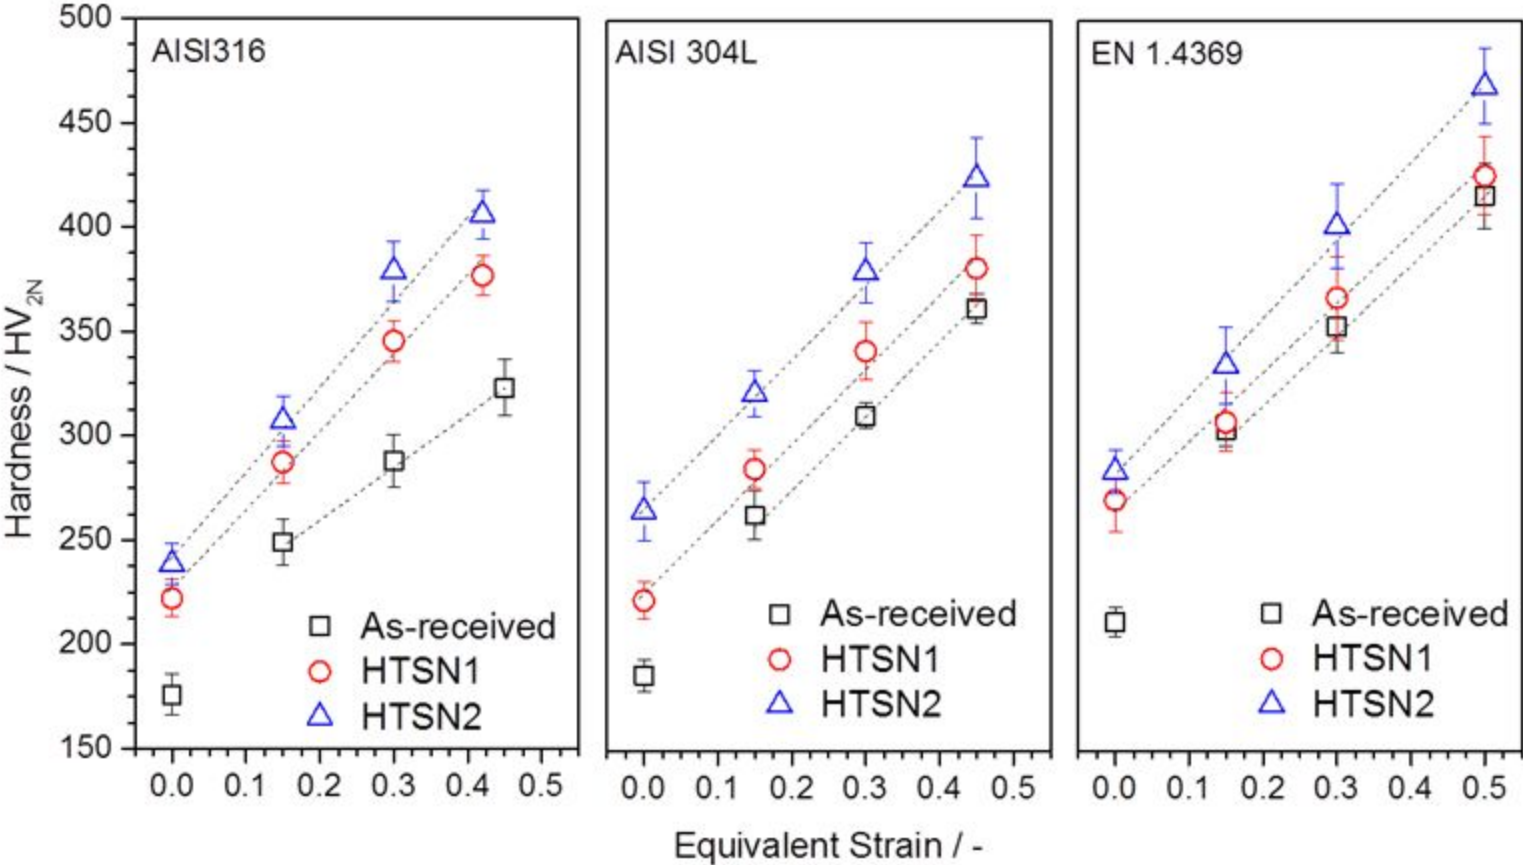 500
450
400
350
300
250
200
150
Hardness / HV2N
AISI316
As-received
HTSN1
HTSN2
0.0 0.1 0.2 0.3 0.4 0.5
AISI 304L
As-received
HTSN1
HTSN2
0.0 0.1 0.2 0.3 0.4 0.5
EN 1.4369
As-received
HTSN1
HTSN2
0.0 0.1 0.2 0.3 0.4 0.5
Equivalent Strain / -